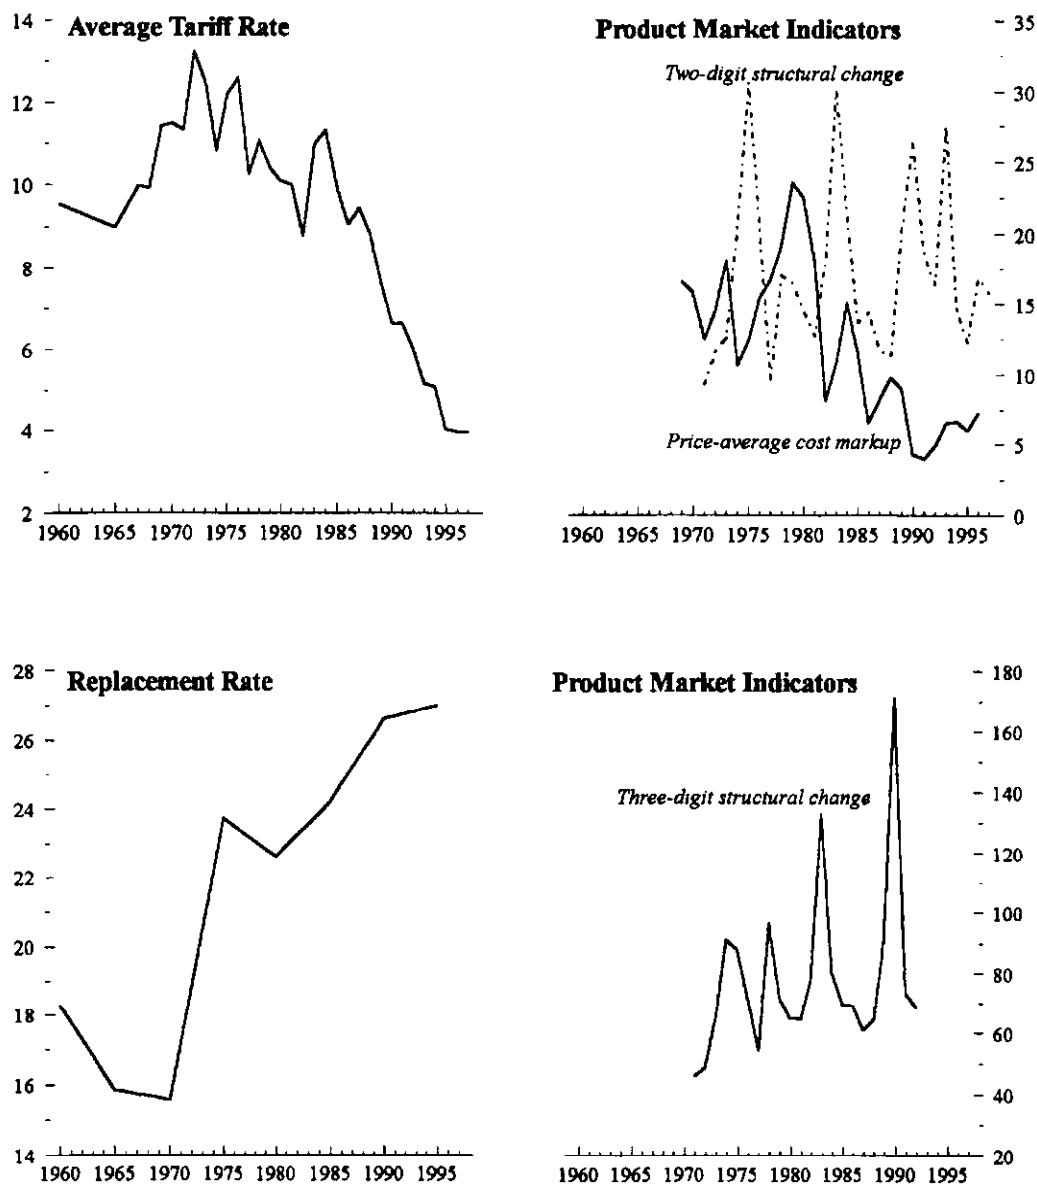 Average Tariff Rate
14
12
10
8
6
4
2
1960 1965 1970 1975 1980 1985 1990 1995
Product Market Indicators
Two-digit structural change
Price-average cost markup
35
30
25
20
15
10
5
0
1960 1965 1970 1975 1980 1985 1990 1995
Replacement Rate
28
26
24
22
20
18
16
14
1960 1965 1970 1975 1980 1985 1990 1995
Product Market Indicators
Three-digit structural change
180
160
140
120
100
80
60
40
20
1960 1965 1970 1975 1980 1985 1990 1995